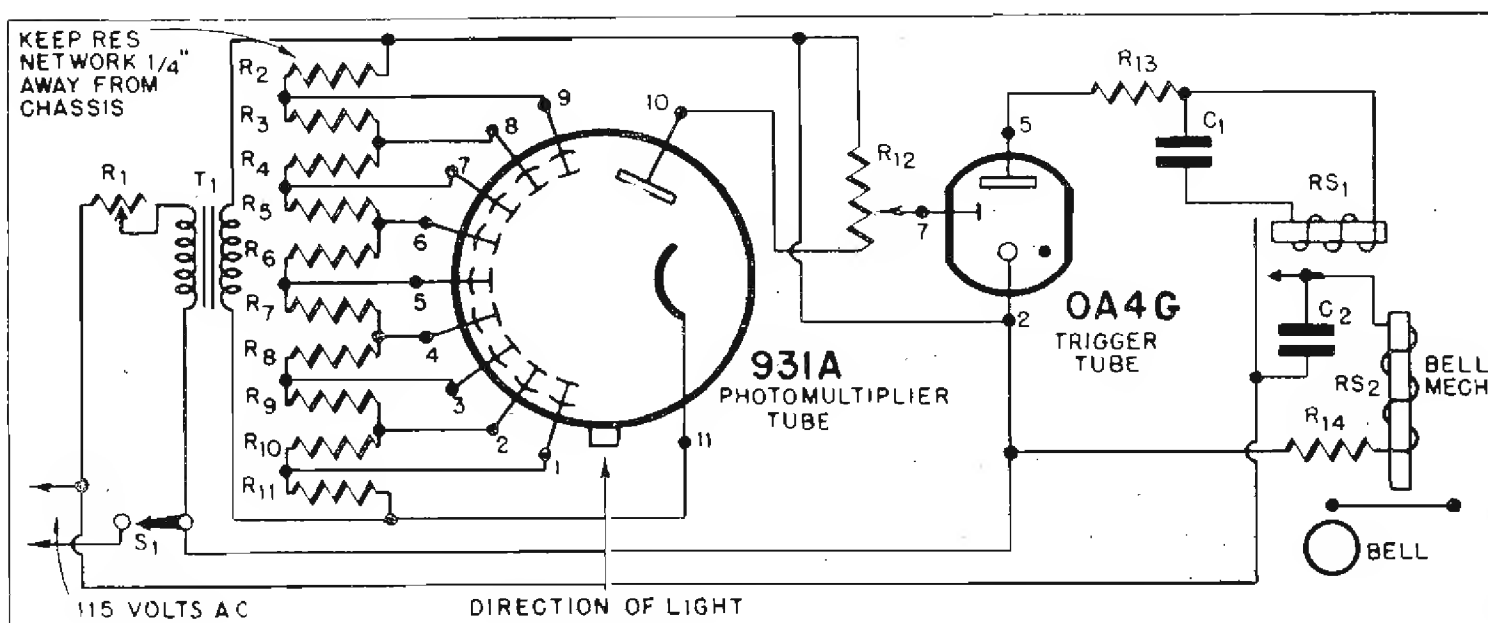 KEEP RES
NETWORK 1/4"
AWAY FROM
CHASSIS
R2
R3
R4
R5
R6
R7
R8
R9
R10
R11
R1
T1
S1
115 VOLTS AC
9
8
7
6
5
4
3
2
1
10
11
931A
PHOTOMULTIPLIER
TUBE
DIRECTION OF LIGHT
R12
7
5
2
OA4G
TRIGGER
TUBE
R13
C1
RS1
C2
RS2
BELL
MECH
R14
BELL